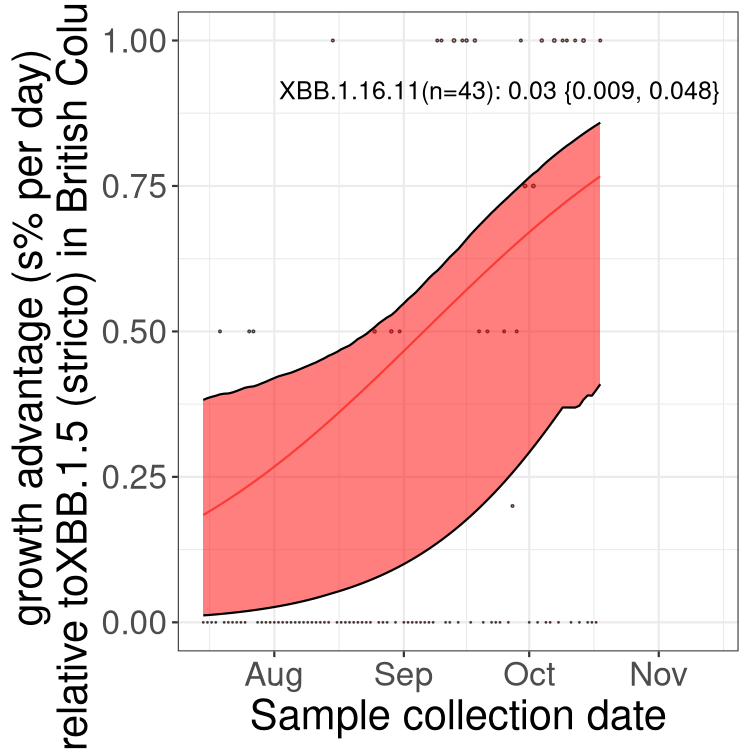 growth advantage (s% per day)
relative toXBB.1.5 (stricto) in British Colu
1.00
0.75
0.50
0.25
0.00
XBB.1.16.11(n=43): 0.03 {0.009, 0.048}
Aug Sep Oct Nov
Sample collection date